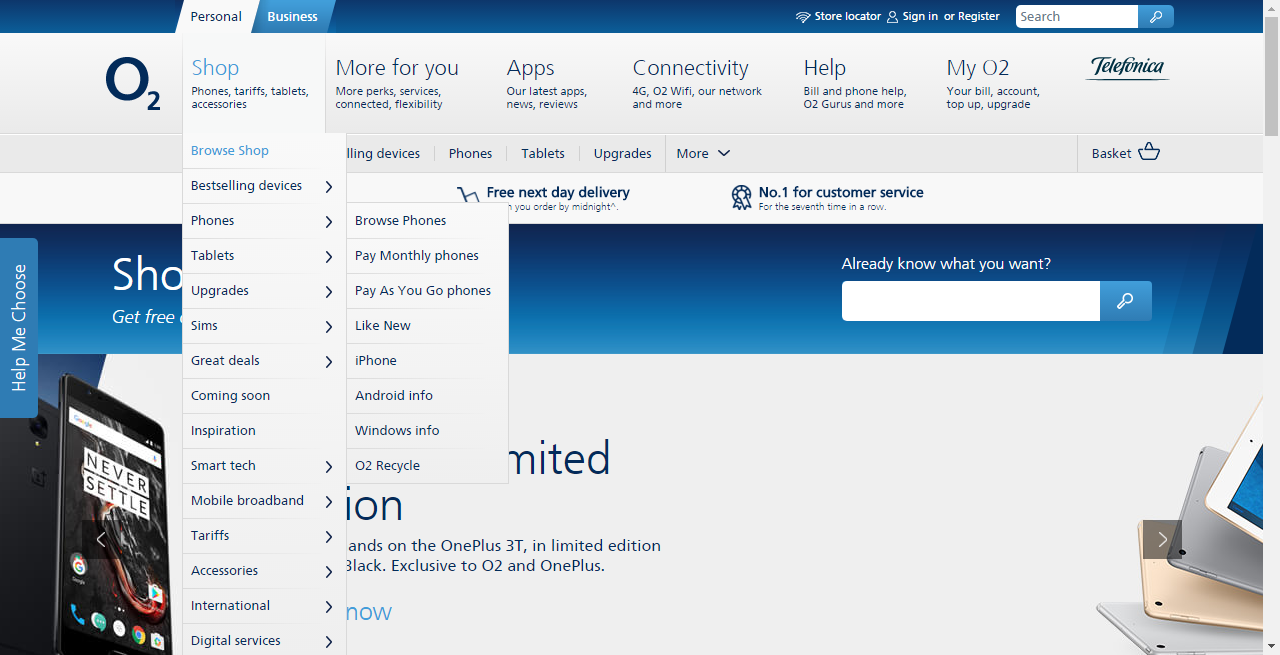 Personal
Business
Store locator
Sign in or Register
Search
O2
Shop
Phones, tariffs, tablets,
accessories
More for you
More perks, services,
connected, flexibility
Apps
Our latest apps,
news, reviews
Connectivity
4G, O2 Wifi, our network
and more
Help
Bill and phone help,
O2 Gurus and more
My O2
Your bill, account,
top up, upgrade
Telefónica
lling devices
Phones
Tablets
Upgrades
More
Basket
Free next day delivery
you order by midnight^.
No.1 for customer service
For the seventh time in a row.
Browse Shop
Bestselling devices
Phones
Tablets
Upgrades
Sims
Great deals
Coming soon
Inspiration
Smart tech
Mobile broadband
Tariffs
Accessories
International
Digital services
Browse Phones
Pay Monthly phones
Pay As You Go phones
Like New
iPhone
Android info
Windows info
O2 Recycle
Help Me Choose
Sho
Get free
Already know what you want?
mited
ion
ands on the OnePlus 3T, in limited edition
Black. Exclusive to O2 and OnePlus.
now
Google
NEVER
SETTLE